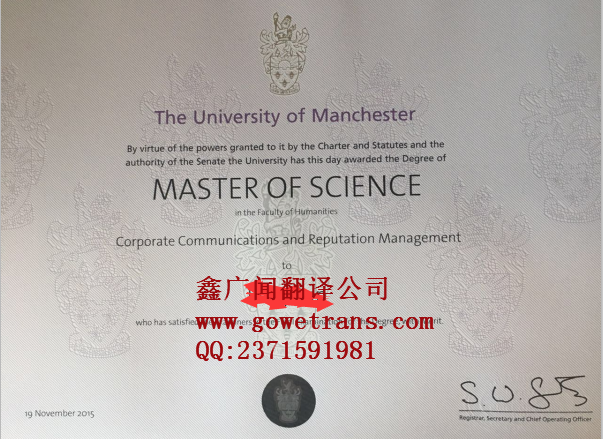 The University of Manchester
By virtue of the powers granted to it by the Charter and Statutes and the
authority of the Senate the University has this day awarded the Degree of
MASTER OF SCIENCE
in the Faculty of Humanities
Corporate Communications and Reputation Management
to
鑫广闻翻译公司
www.gowetrans.com
who has satisfied
QQ:2371591981
19 November 2015
Registrar, Secretary and Chief Operating Officer